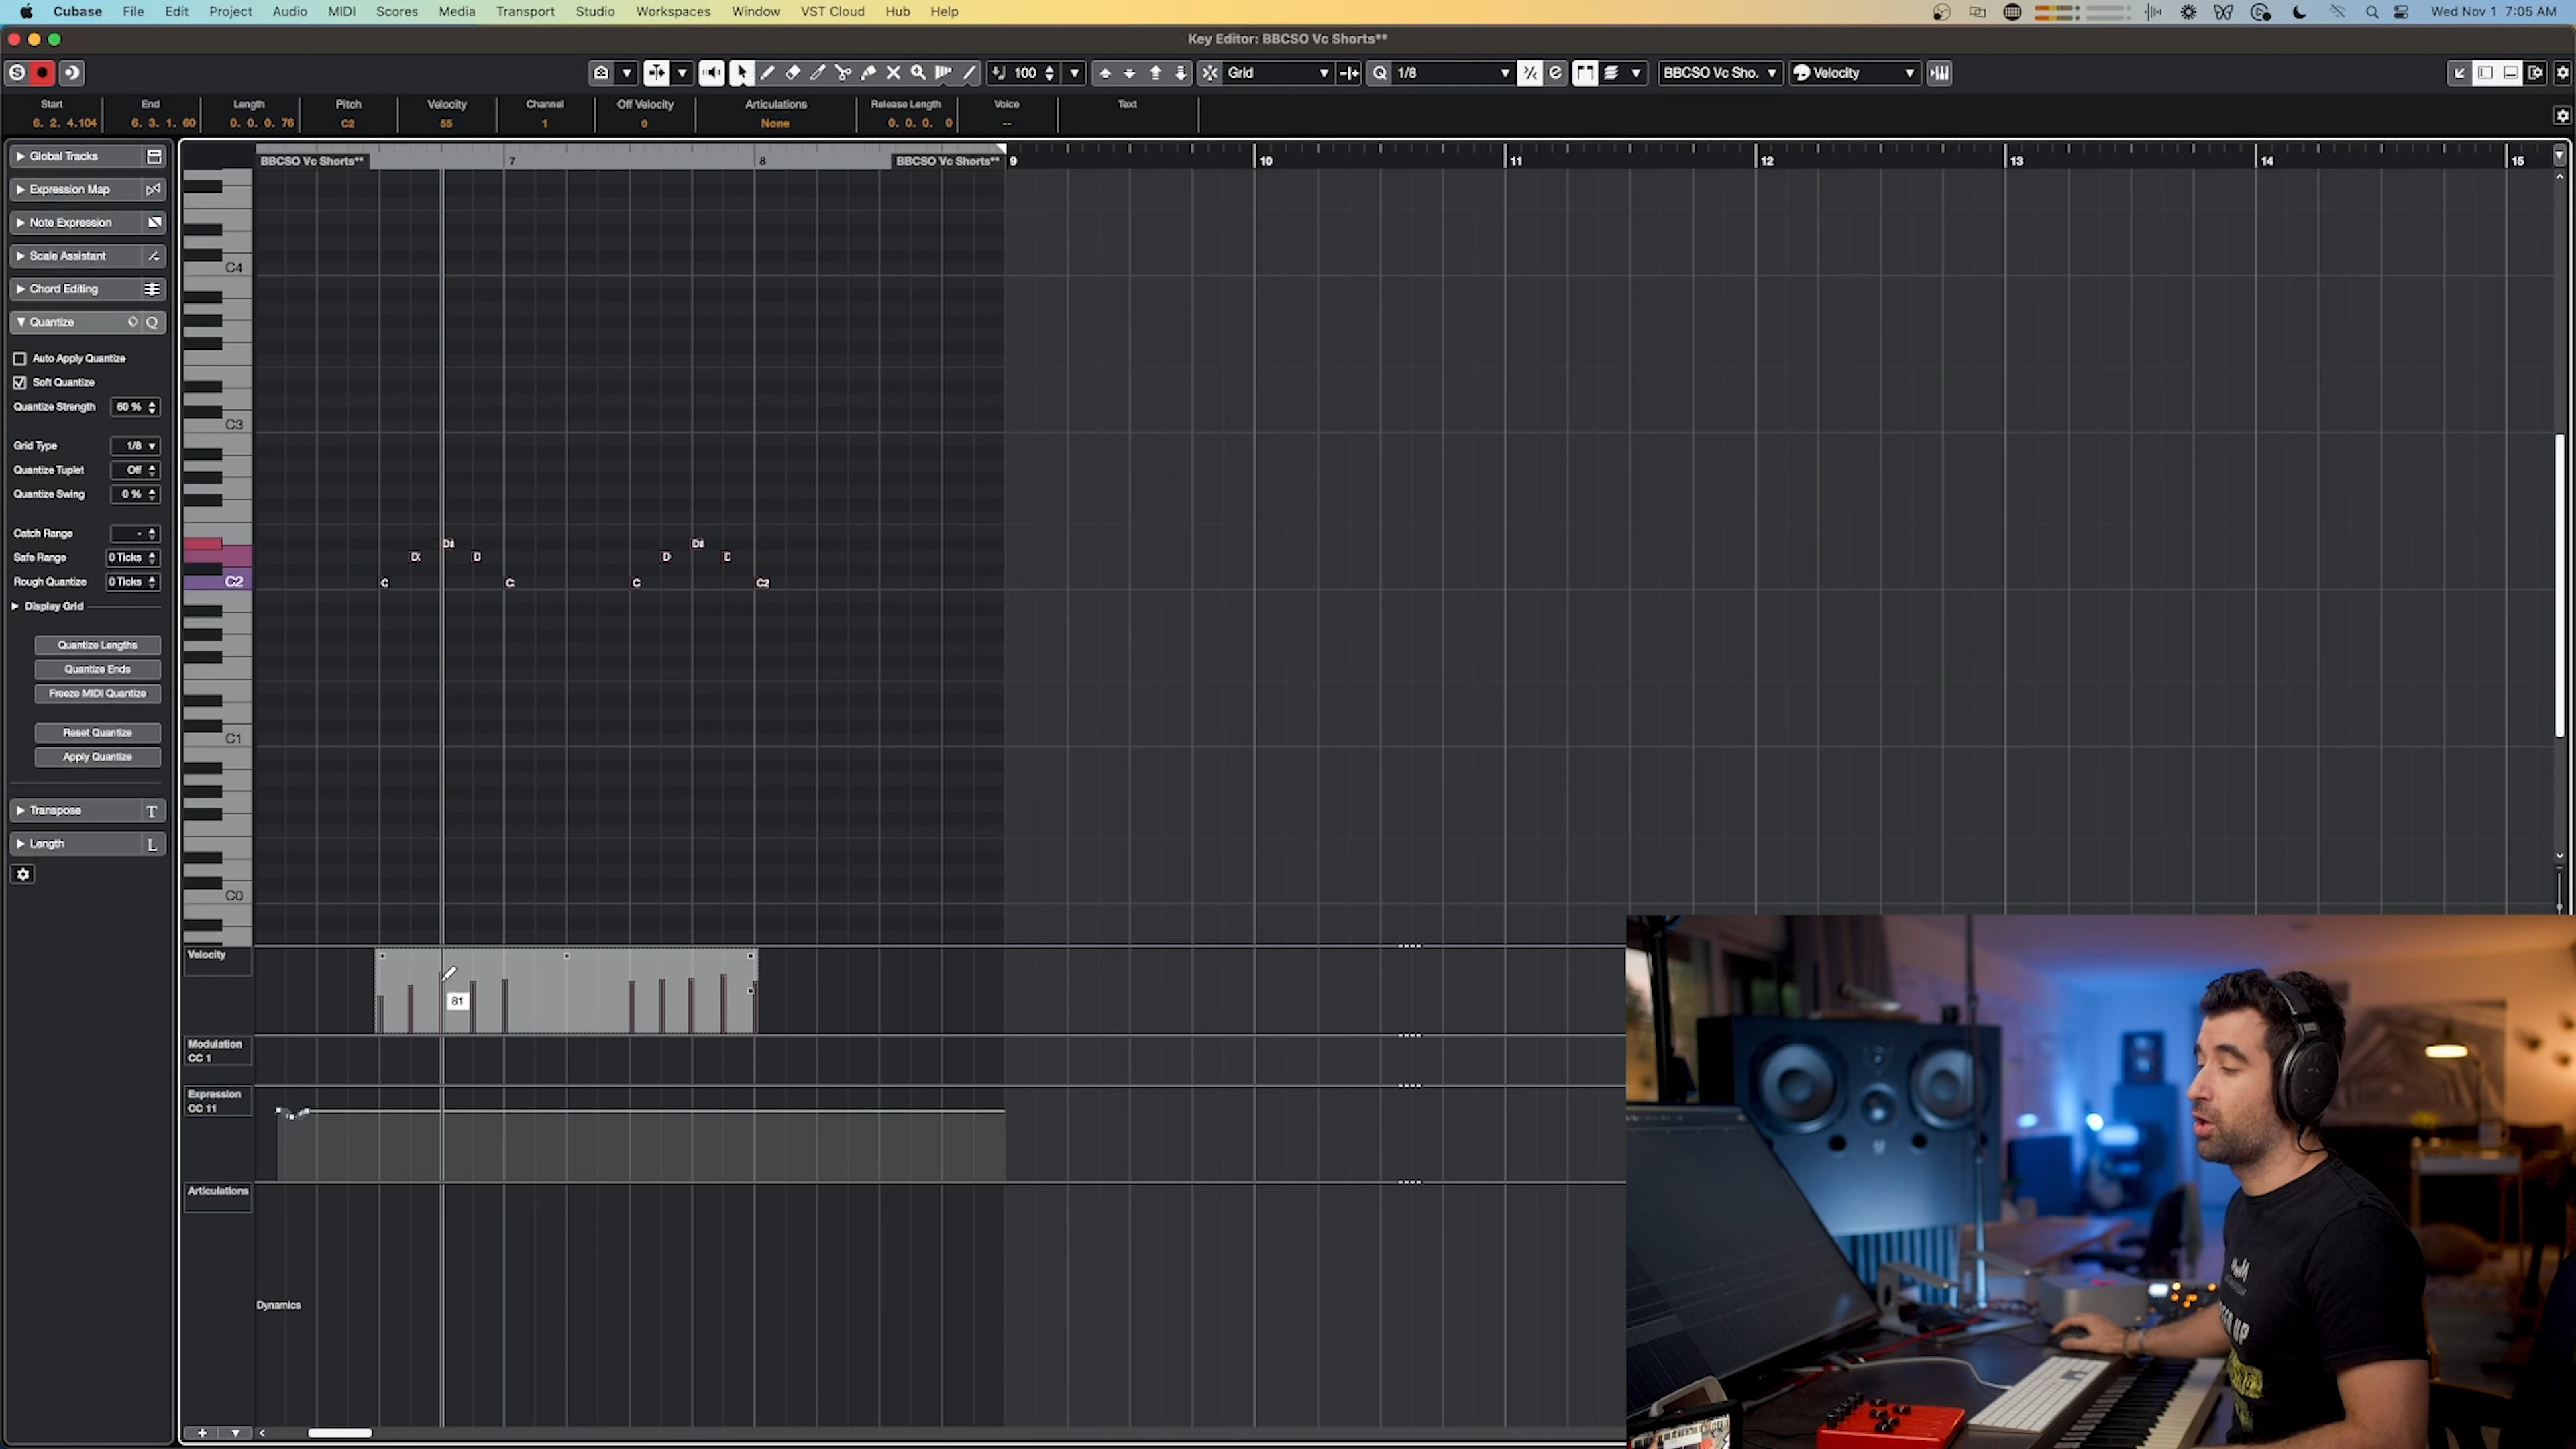 Cubase File Edit Project Audio MIDI Scores Media Transport Studio Workspaces Window VST Cloud Hub Help Wed Nov 1 7:05 AM
Key Editor: BBCSO Vc Shorts**
S 100 Grid Q 1/8 BBCSO Vc Sho. Velocity
Start End Length Pitch Velocity Channel Off Velocity Articulations Release Length Voice Text
6. 2. 4.104 6. 3. 1. 60 0. 0. 0. 76 C2 55 1 0 None 0. 0. 0. 0 --
Global Tracks
Expression Map
Note Expression
Scale Assistant
Chord Editing
Quantize Q
Auto Apply Quantize
Soft Quantize
Quantize Strength 60 %
Grid Type 1/8
Quantize Tuplet Off
Quantize Swing 0 %
Catch Range -
Safe Range 0 Ticks
Rough Quantize 0 Ticks
Display Grid
Quantize Lengths
Quantize Ends
Freeze MIDI Quantize
Reset Quantize
Apply Quantize
Transpose T
Length L
BBCSO Vc Shorts** 7 8 BBCSO Vc Shorts** 9 10 11 12 13 14 15
C4
C3
D# D#
D D D
C2 C C C C2
C1
C0
Velocity
81
Modulation
CC 1
Expression
CC 11
Articulations
Dynamics